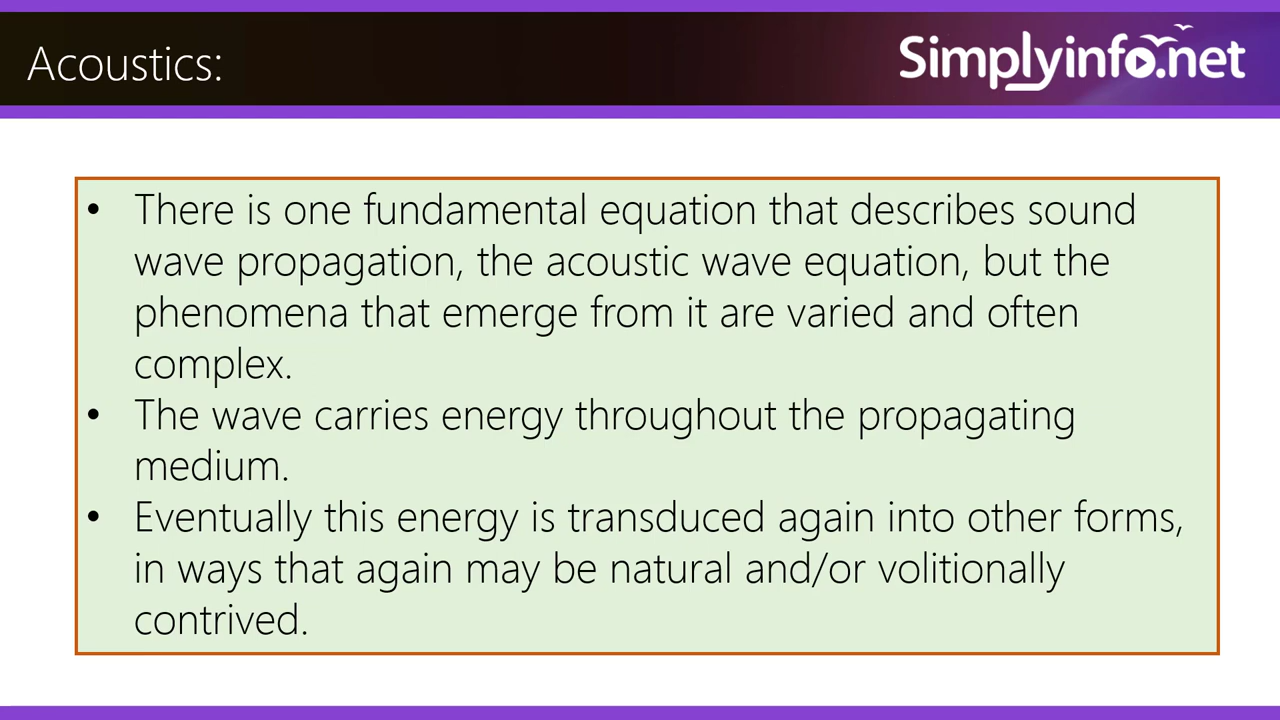 Acoustics:
Simplyinfo.net
• There is one fundamental equation that describes sound
wave propagation, the acoustic wave equation, but the
phenomena that emerge from it are varied and often
complex.
• The wave carries energy throughout the propagating
medium.
• Eventually this energy is transduced again into other forms,
in ways that again may be natural and/or volitionally
contrived.